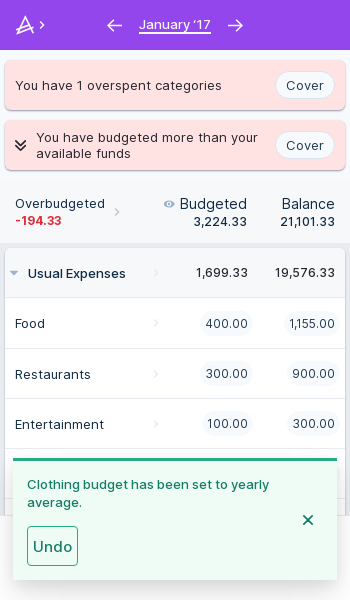 January '17
You have 1 overspent categories
Cover
You have budgeted more than your
available funds
Cover
Overbudgeted
-194.33
Budgeted
3,224.33
Balance
21,101.33
Usual Expenses 1,699.33 19,576.33
Food 400.00 1,155.00
Restaurants 300.00 900.00
Entertainment 100.00 300.00
Clothing budget has been set to yearly
average.
Undo